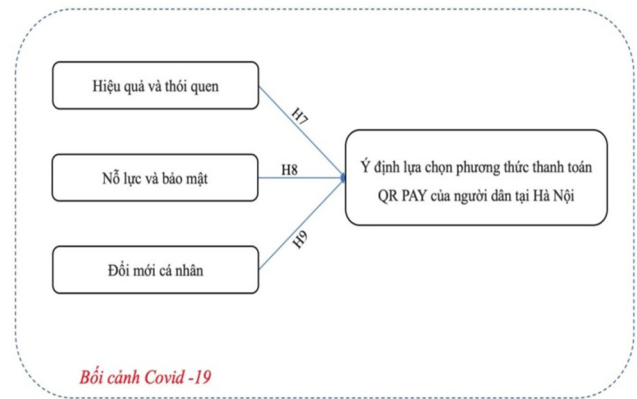 Hiệu quả và thói quen
H7
Nỗ lực và bảo mật
H8
Ý định lựa chọn phương thức thanh toán
QR PAY của người dân tại Hà Nội
H9
Đổi mới cá nhân
Bối cảnh Covid -19